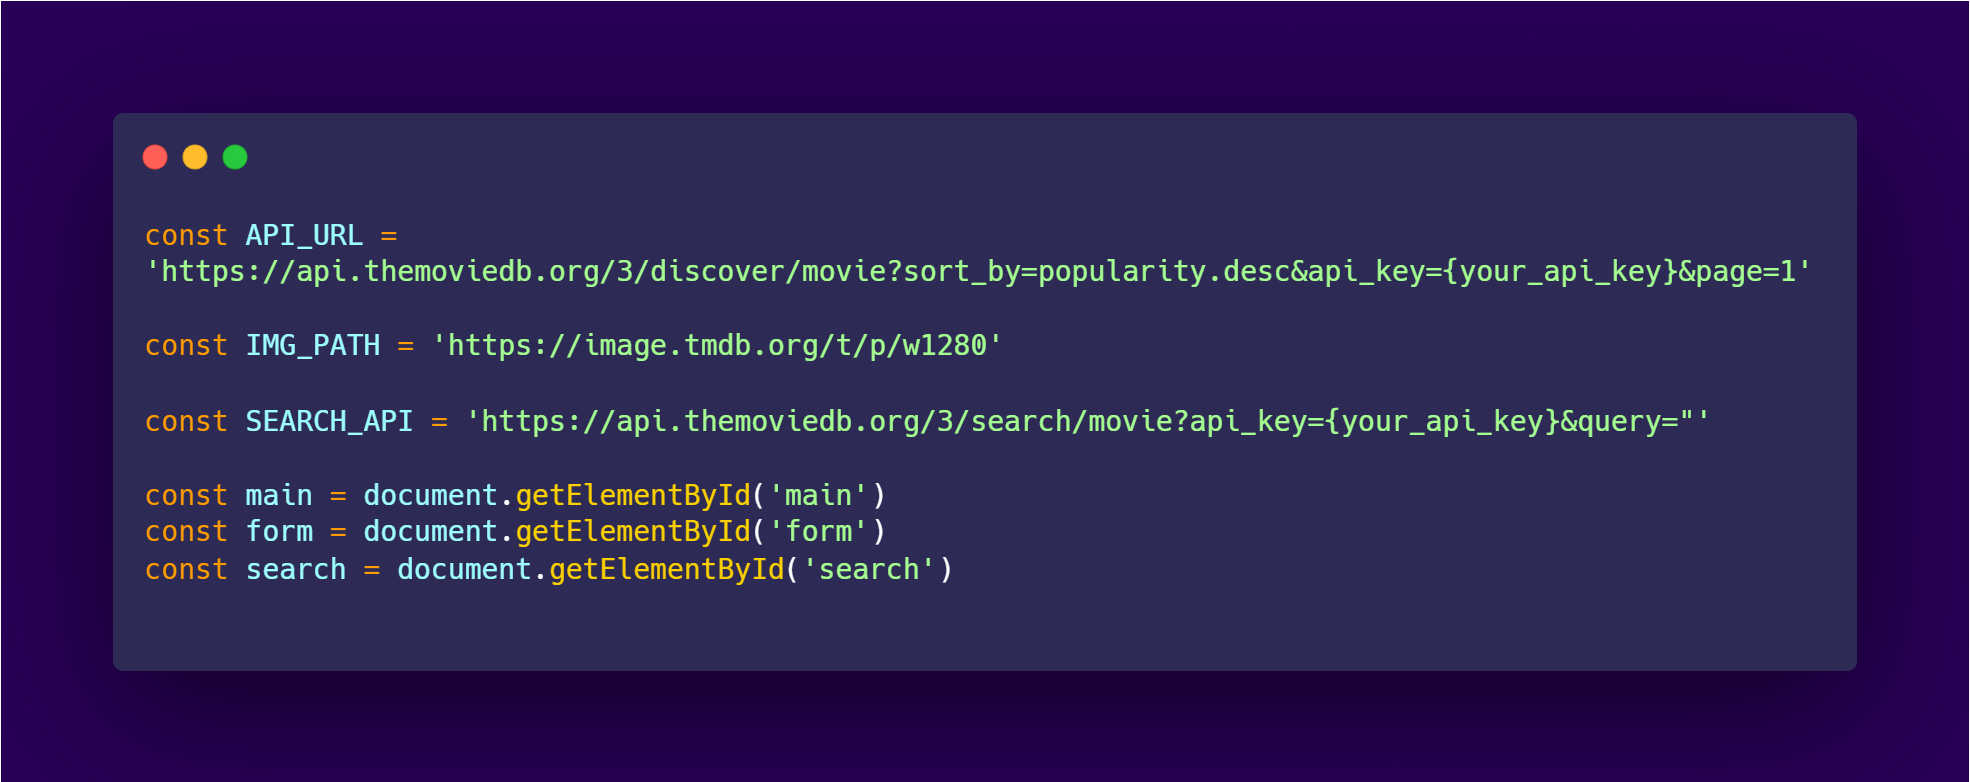 const API_URL =
'https://api.themoviedb.org/3/discover/movie?sort_by=popularity.desc&api_key={your_api_key}&page=1'
const IMG_PATH = 'https://image.tmdb.org/t/p/w1280'
const SEARCH_API = 'https://api.themoviedb.org/3/search/movie?api_key={your_api_key}&query="'
const main = document.getElementById('main')
const form = document.getElementById('form')
const search = document.getElementById('search')